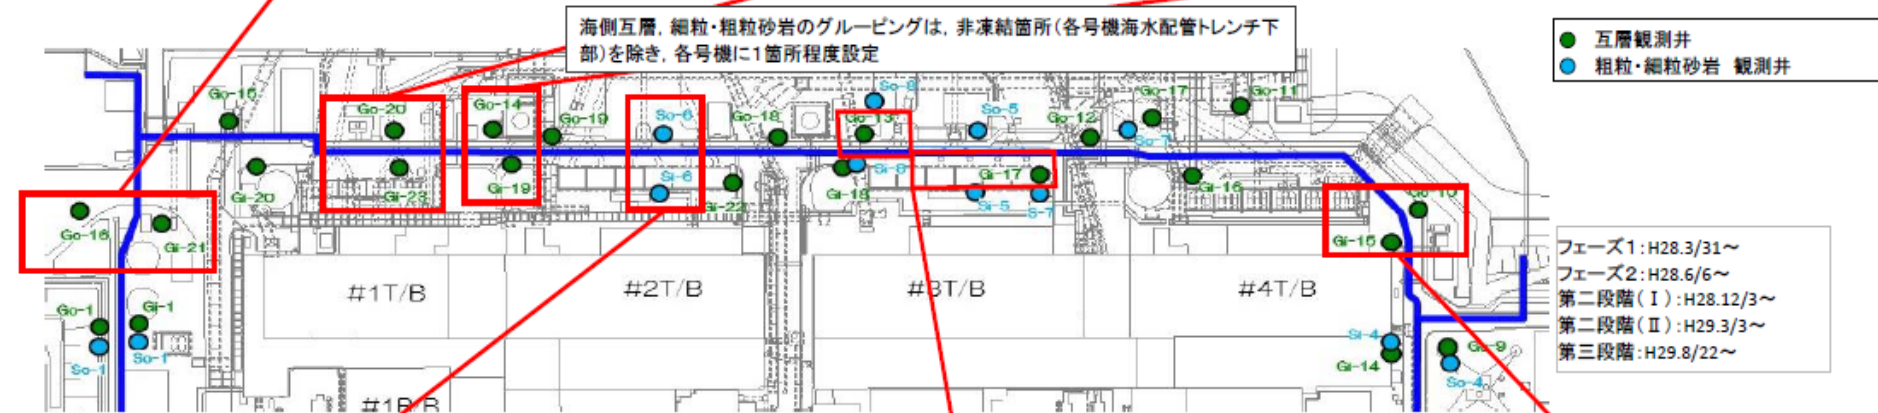 海側互層，細粒・粗粒砂岩のグルーピングは，非凍結箇所（各号機海水配管トレンチ下
部）を除き，各号機に1箇所程度設定
互層観測井
粗粒・細粒砂岩　観測井
Go-15
Go-20
Go-14
Go-19
So-6
Go-18
So-8
Go-13
So-5
Go-12
Go-17
So-7
Go-11
Gi-20
Gi-23
Gi-19
Si-6
Gi-22
Gi-18
Si-8
Gi-17
Si-5
S-7
Gi-16
Go-10
Gi-15
Go-16
Gi-21
#1T/B
#2T/B
#3T/B
#4T/B
フェーズ1：H28.3/31～
フェーズ2：H28.6/6～
第二段階（Ⅰ）：H28.12/3～
第二段階（Ⅱ）：H29.3/3～
第三段階：H29.8/22～
Go-1
Gi-1
So-1
So-1
Si-4
Gi-14
Go-9
So-4
#1R/B